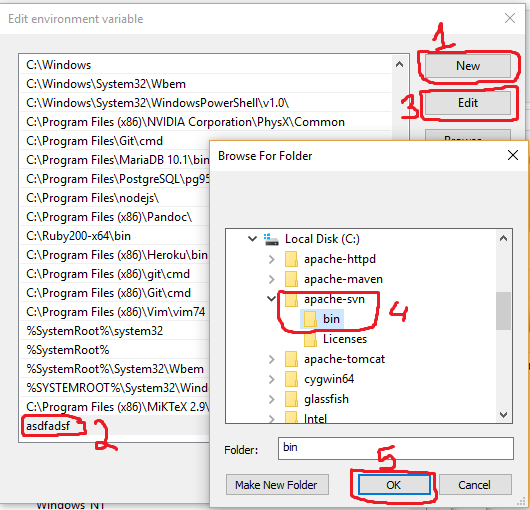 Edit environment variable
1
C:\Windows
New
C:\Windows\System32\Wbem
C:\Windows\System32\WindowsPowerShell\v1.0\
3
Edit
C:\Program Files (x86)\NVIDIA Corporation\PhysX\Common
C:\Program Files\Git\cmd
C:\Program Files\MariaDB 10.1\bin
C:\Program Files\PostgreSQL\pg95
C:\Program Files\nodejs\
C:\Program Files (x86)\Pandoc\
C:\Ruby200-x64\bin
C:\Program Files (x86)\Heroku\bin
C:\Program Files (x86)\git\cmd
C:\Program Files (x86)\Git\cmd
C:\Program Files (x86)\Vim\vim74
%SystemRoot%\system32
%SystemRoot%
%SystemRoot%\System32\Wbem
%SYSTEMROOT%\System32\Wind
C:\Program Files (x86)\MiKTeX 2.9\
asdfadsf
2
Browse For Folder
Local Disk (C:)
apache-httpd
apache-maven
apache-svn
4
bin
Licenses
apache-tomcat
cygwin64
glassfish
Intel
Folder:
bin
5
Make New Folder
OK
Cancel
Windows_NT